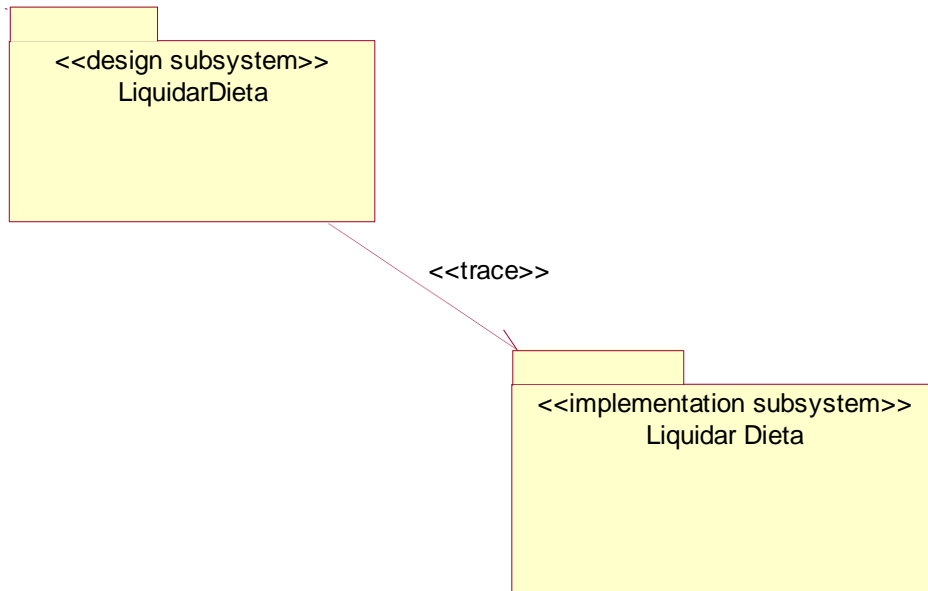 <<design subsystem>>
LiquidarDieta
<<trace>>
<<implementation subsystem>>
Liquidar Dieta